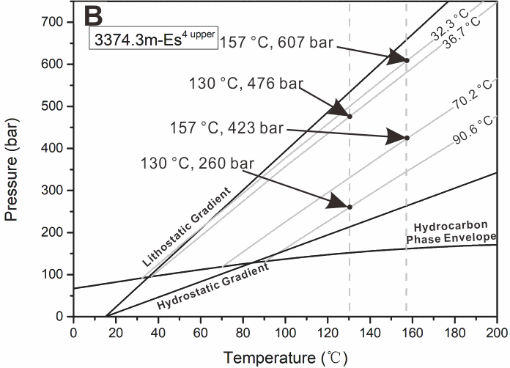 B
3374.3m-Es⁴ ᵘᵖᵖᵉʳ
157 °C, 607 bar
130 °C, 476 bar
157 °C, 423 bar
130 °C, 260 bar
32.3°C
36.7°C
70.2°C
90.6°C
Lithostatic Gradient
Hydrostatic Gradient
Hydrocarbon
Phase Envelope
Pressure (bar)
700
600
500
400
300
200
100
0
0 20 40 60 80 100 120 140 160 180 200
Temperature (℃)